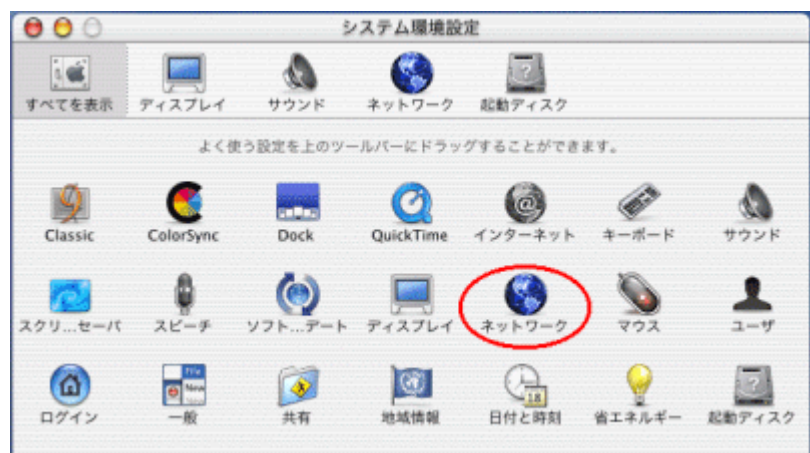 システム環境設定
すべてを表示 ディスプレイ サウンド ネットワーク 起動ディスク
よく使う設定を上のツールバーにドラッグすることができます。
Classic ColorSync Dock QuickTime インターネット キーボード サウンド
スクリ...セーバ スピーチ ソフト...デート ディスプレイ ネットワーク マウス ユーザ
ログイン 一般 共有 地域情報 日付と時刻 省エネルギー 起動ディスク